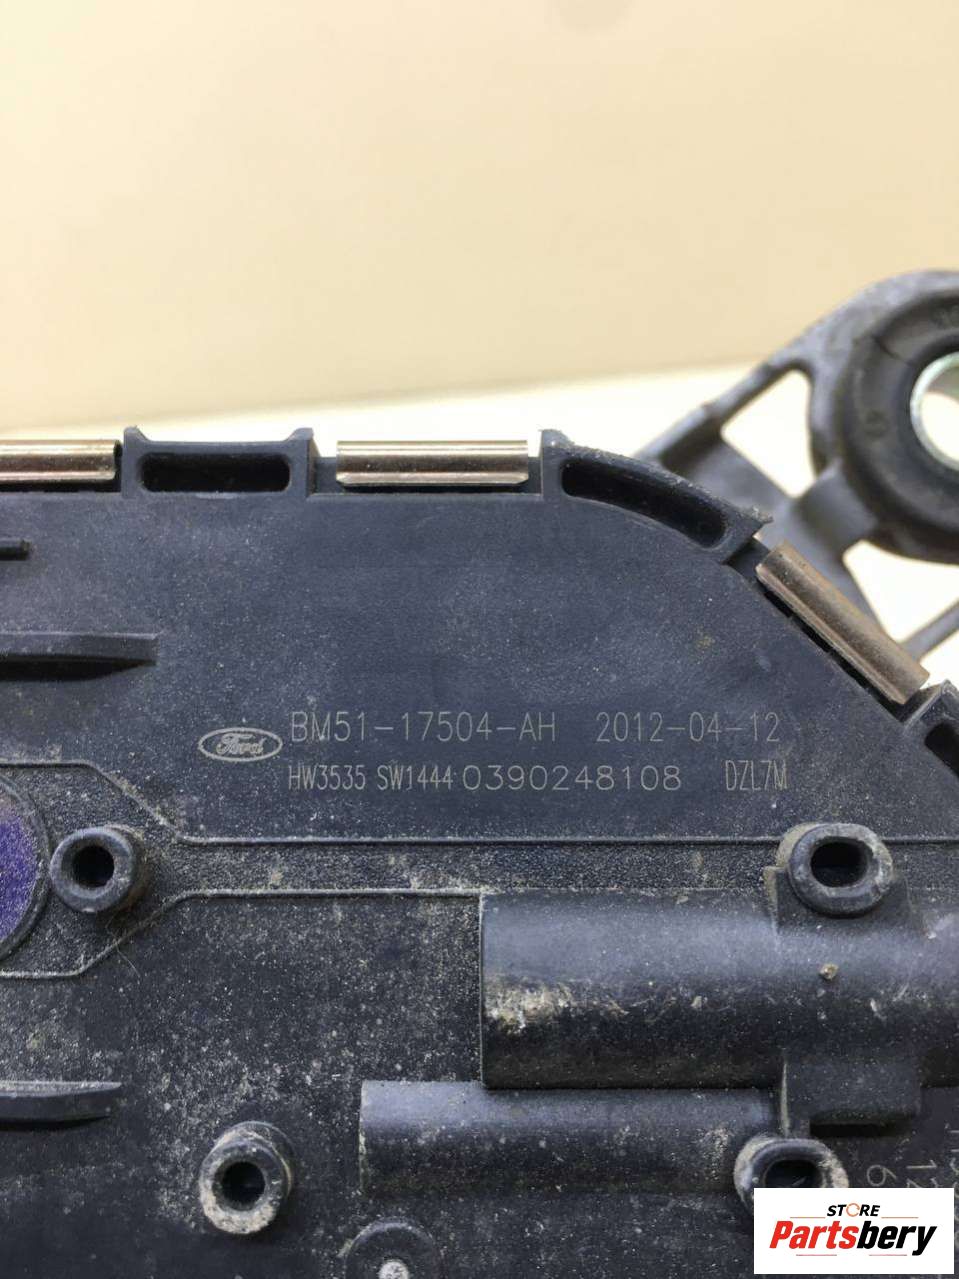 Ford BM51-17504-AH 2012-04-12
HW3535 SW1444 0390248108 DZL7M
STORE
Partsbery